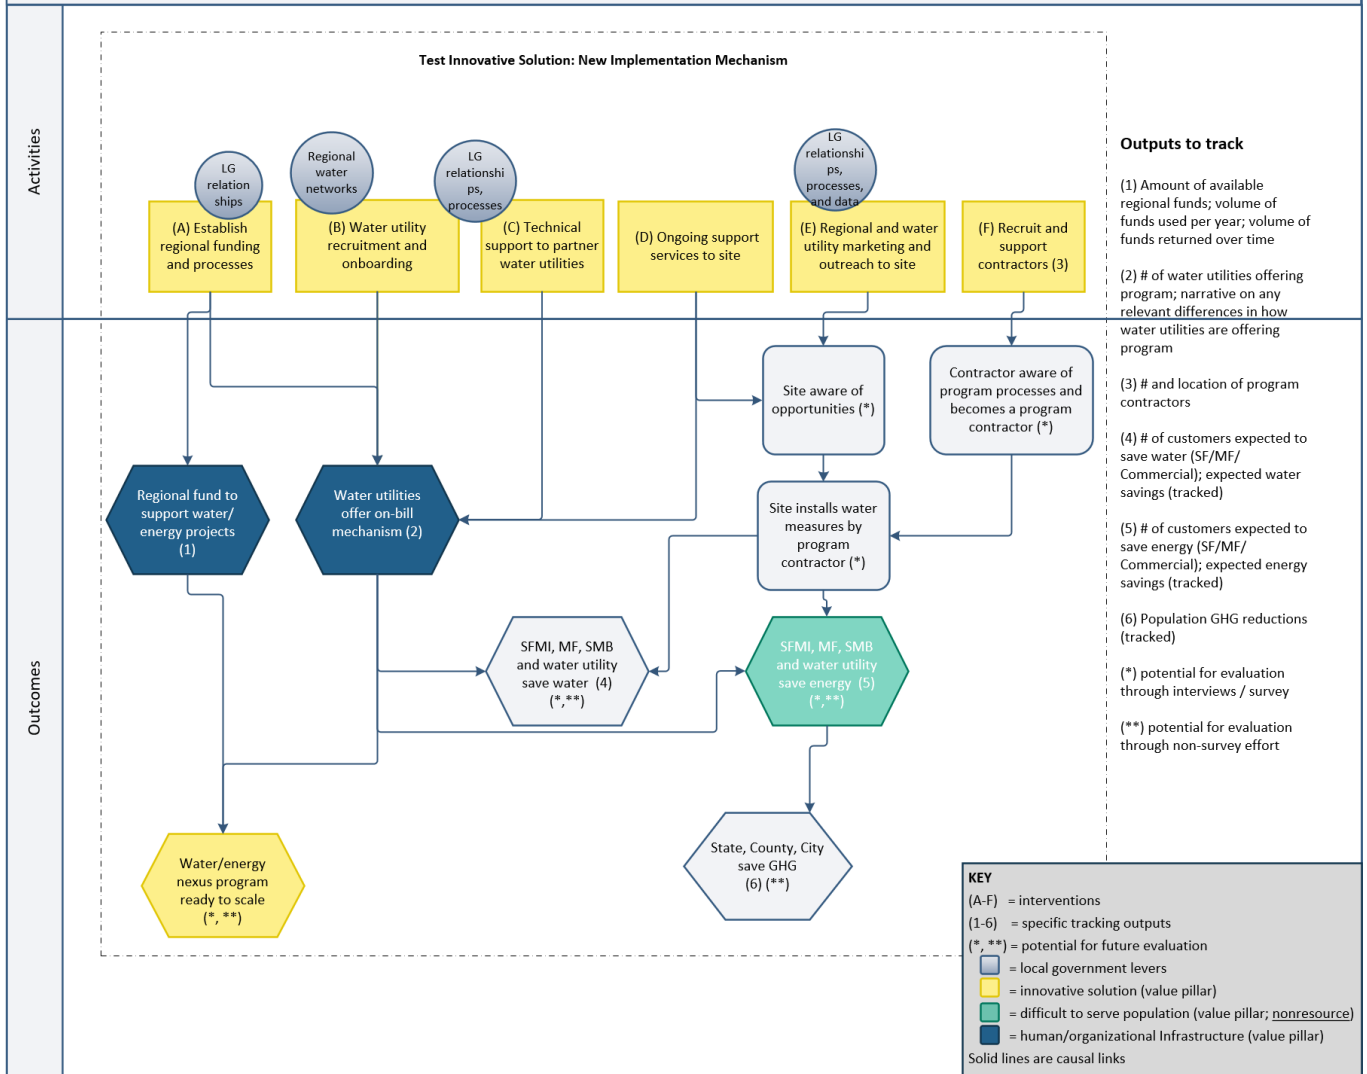 Activities
Test Innovative Solution: New Implementation Mechanism
LG
relation
ships
Regional
water
networks
LG
relationshi
ps,
processes
LG
relationshi
ps,
processes,
and data
(A) Establish
regional funding
and processes
(B) Water utility
recruitment and
onboarding
(C) Technical
support to partner
water utilities
(D) Ongoing support
services to site
(E) Regional and water
utility marketing and
outreach to site
(F) Recruit and
support
contractors (3)
Outcomes
Site aware of
opportunities (*)
Contractor aware of
program processes and
becomes a program
contractor (*)
Regional fund to
support water/
energy projects
(1)
Water utilities
offer on-bill
mechanism (2)
Site installs water
measures by
program
contractor (*)
SFMI, MF, SMB
and water utility
save water  (4)
(*,**)
SFMI, MF, SMB
and water utility
save energy  (5)
(*,**)
Water/energy
nexus program
ready to scale
(*, **)
State, County, City
save GHG
(6) (**)
Outputs to track
(1) Amount of available
regional funds; volume of
funds used per year; volume of
funds returned over time
(2) # of water utilities offering
program; narrative on any
relevant differences in how
water utilities are offering
program
(3) # and location of program
contractors
(4) # of customers expected to
save water (SF/MF/
Commercial); expected water
savings (tracked)
(5) # of customers expected to
save energy (SF/MF/
Commercial); expected energy
savings (tracked)
(6) Population GHG reductions
(tracked)
(*) potential for evaluation
through interviews / survey
(**) potential for evaluation
through non-survey effort
KEY
(A-F) = interventions
(1-6) = specific tracking outputs
(*, **) = potential for future evaluation
= local government levers
= innovative solution (value pillar)
= difficult to serve population (value pillar; nonresource)
= human/organizational Infrastructure (value pillar)
Solid lines are causal links